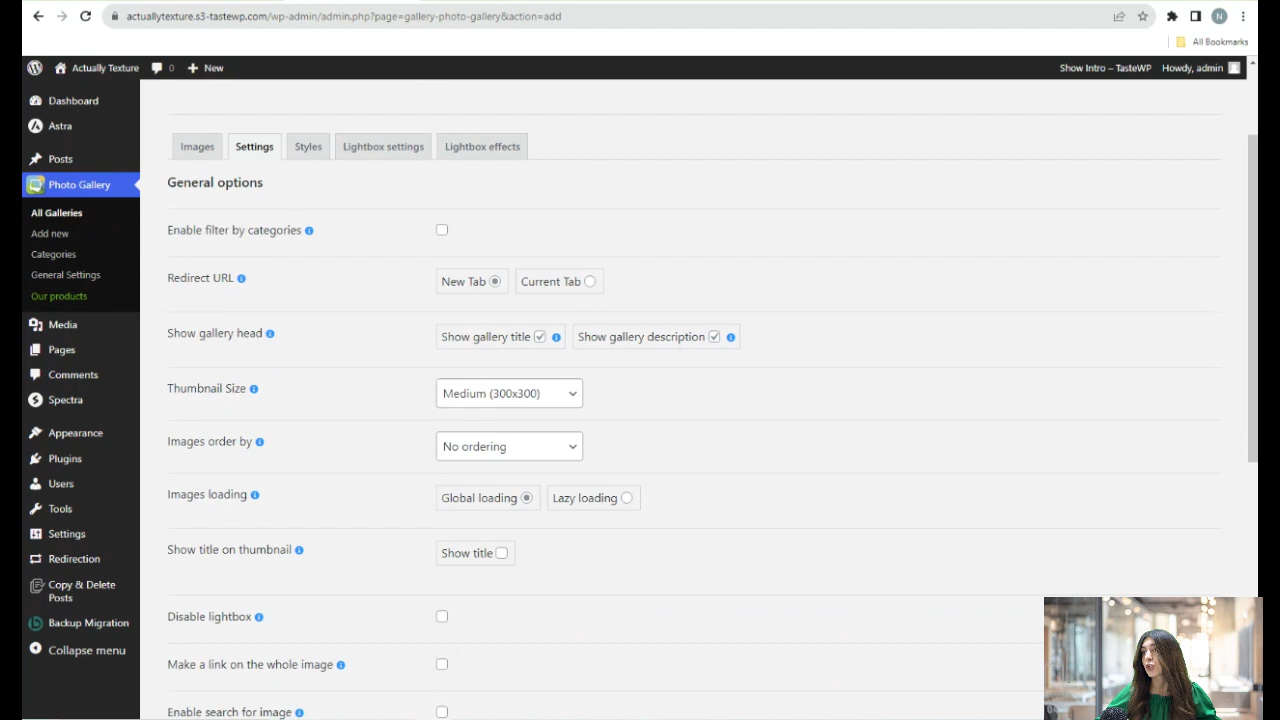 actuallytexture.s3-tastewp.com/wp-admin/admin.php?page=gallery-photo-gallery&action=add
N
All Bookmarks
Actually Texture 0 New
Show Intro – TasteWP Howdy, admin
Dashboard
Astra
Posts
Photo Gallery
All Galleries
Add new
Categories
General Settings
Our products
Media
Pages
Comments
Spectra
Appearance
Plugins
Users
Tools
Settings
Redirection
Copy & Delete
Posts
Backup Migration
Collapse menu
Images Settings Styles Lightbox settings Lightbox effects
General options
Enable filter by categories
Redirect URL New Tab Current Tab
Show gallery head Show gallery title Show gallery description
Thumbnail Size Medium (300x300)
Images order by No ordering
Images loading Global loading Lazy loading
Show title on thumbnail Show title
Disable lightbox
Make a link on the whole image
Enable search for image